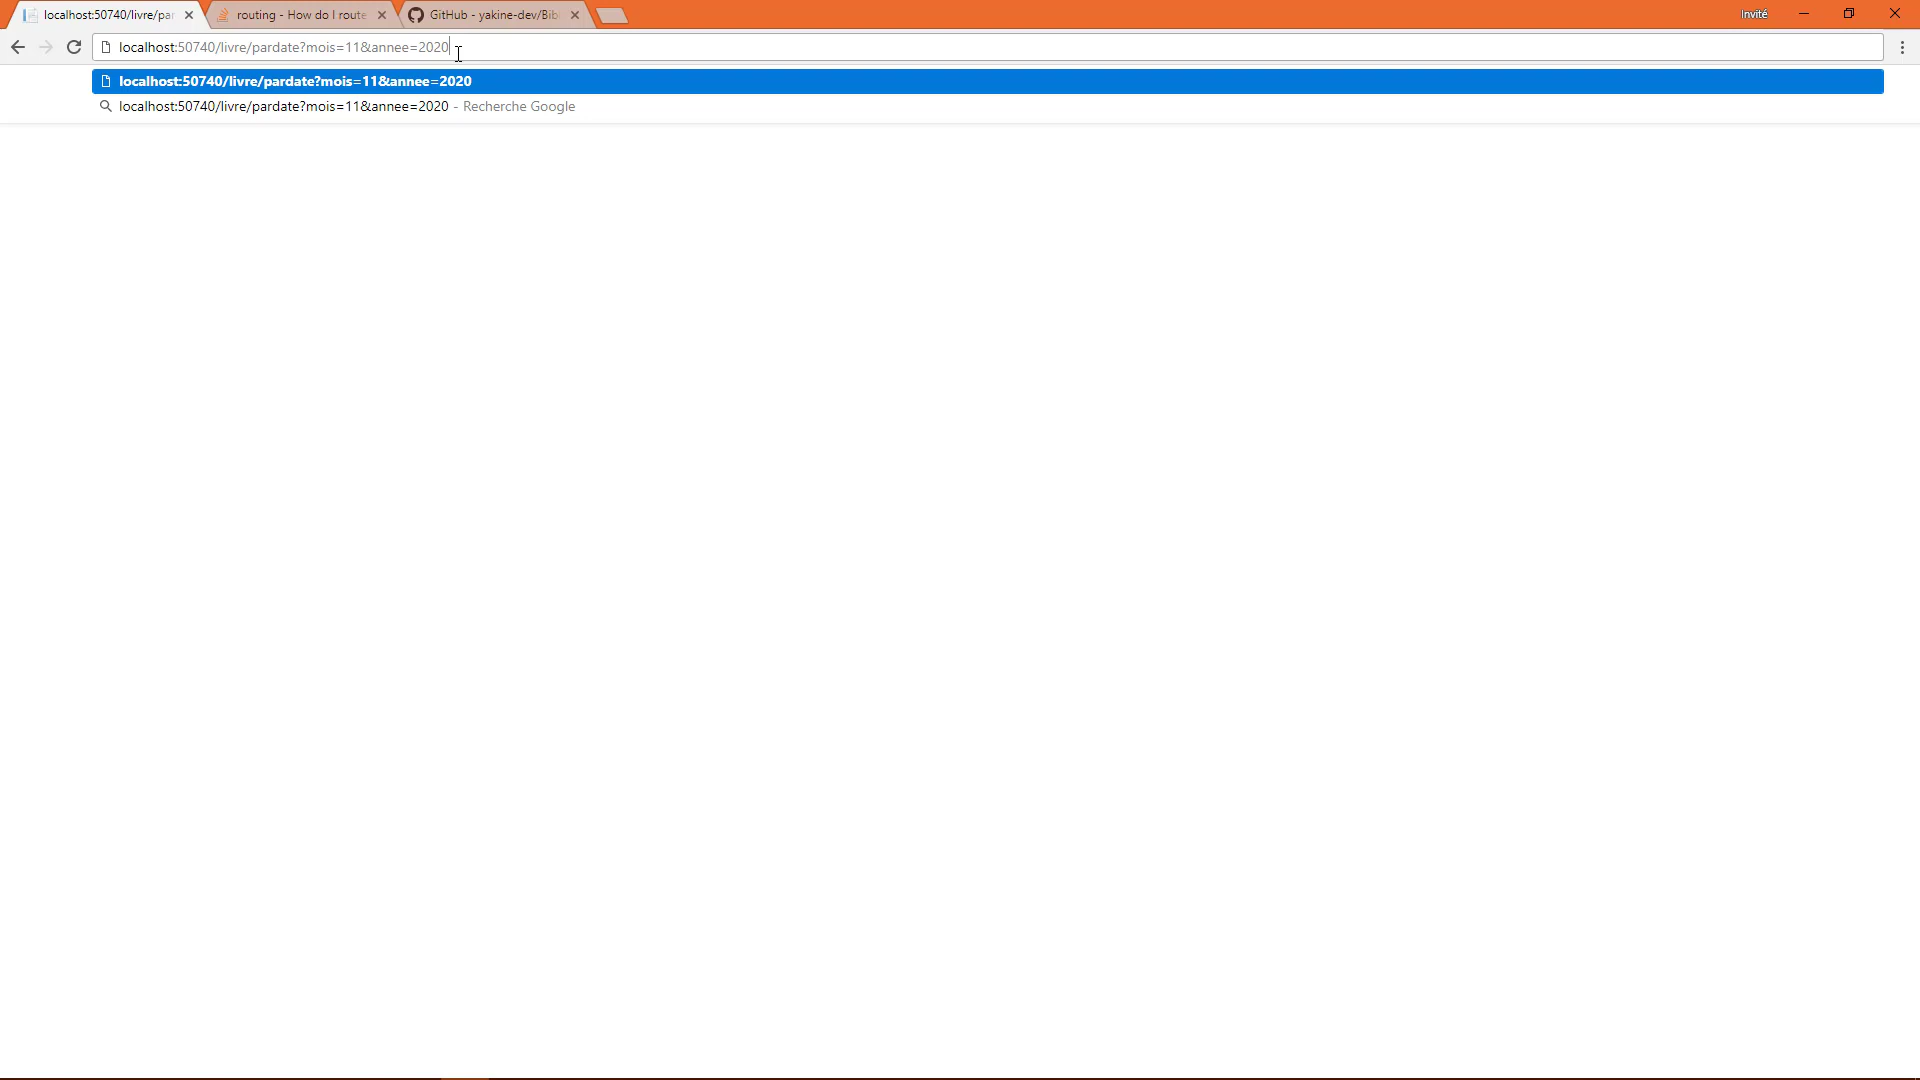 localhost:50740/livre/par
routing - How do I route
GitHub - yakine-dev/Bib
Invité
localhost:50740/livre/pardate?mois=11&annee=2020
localhost:50740/livre/pardate?mois=11&annee=2020
localhost:50740/livre/pardate?mois=11&annee=2020 - Recherche Google